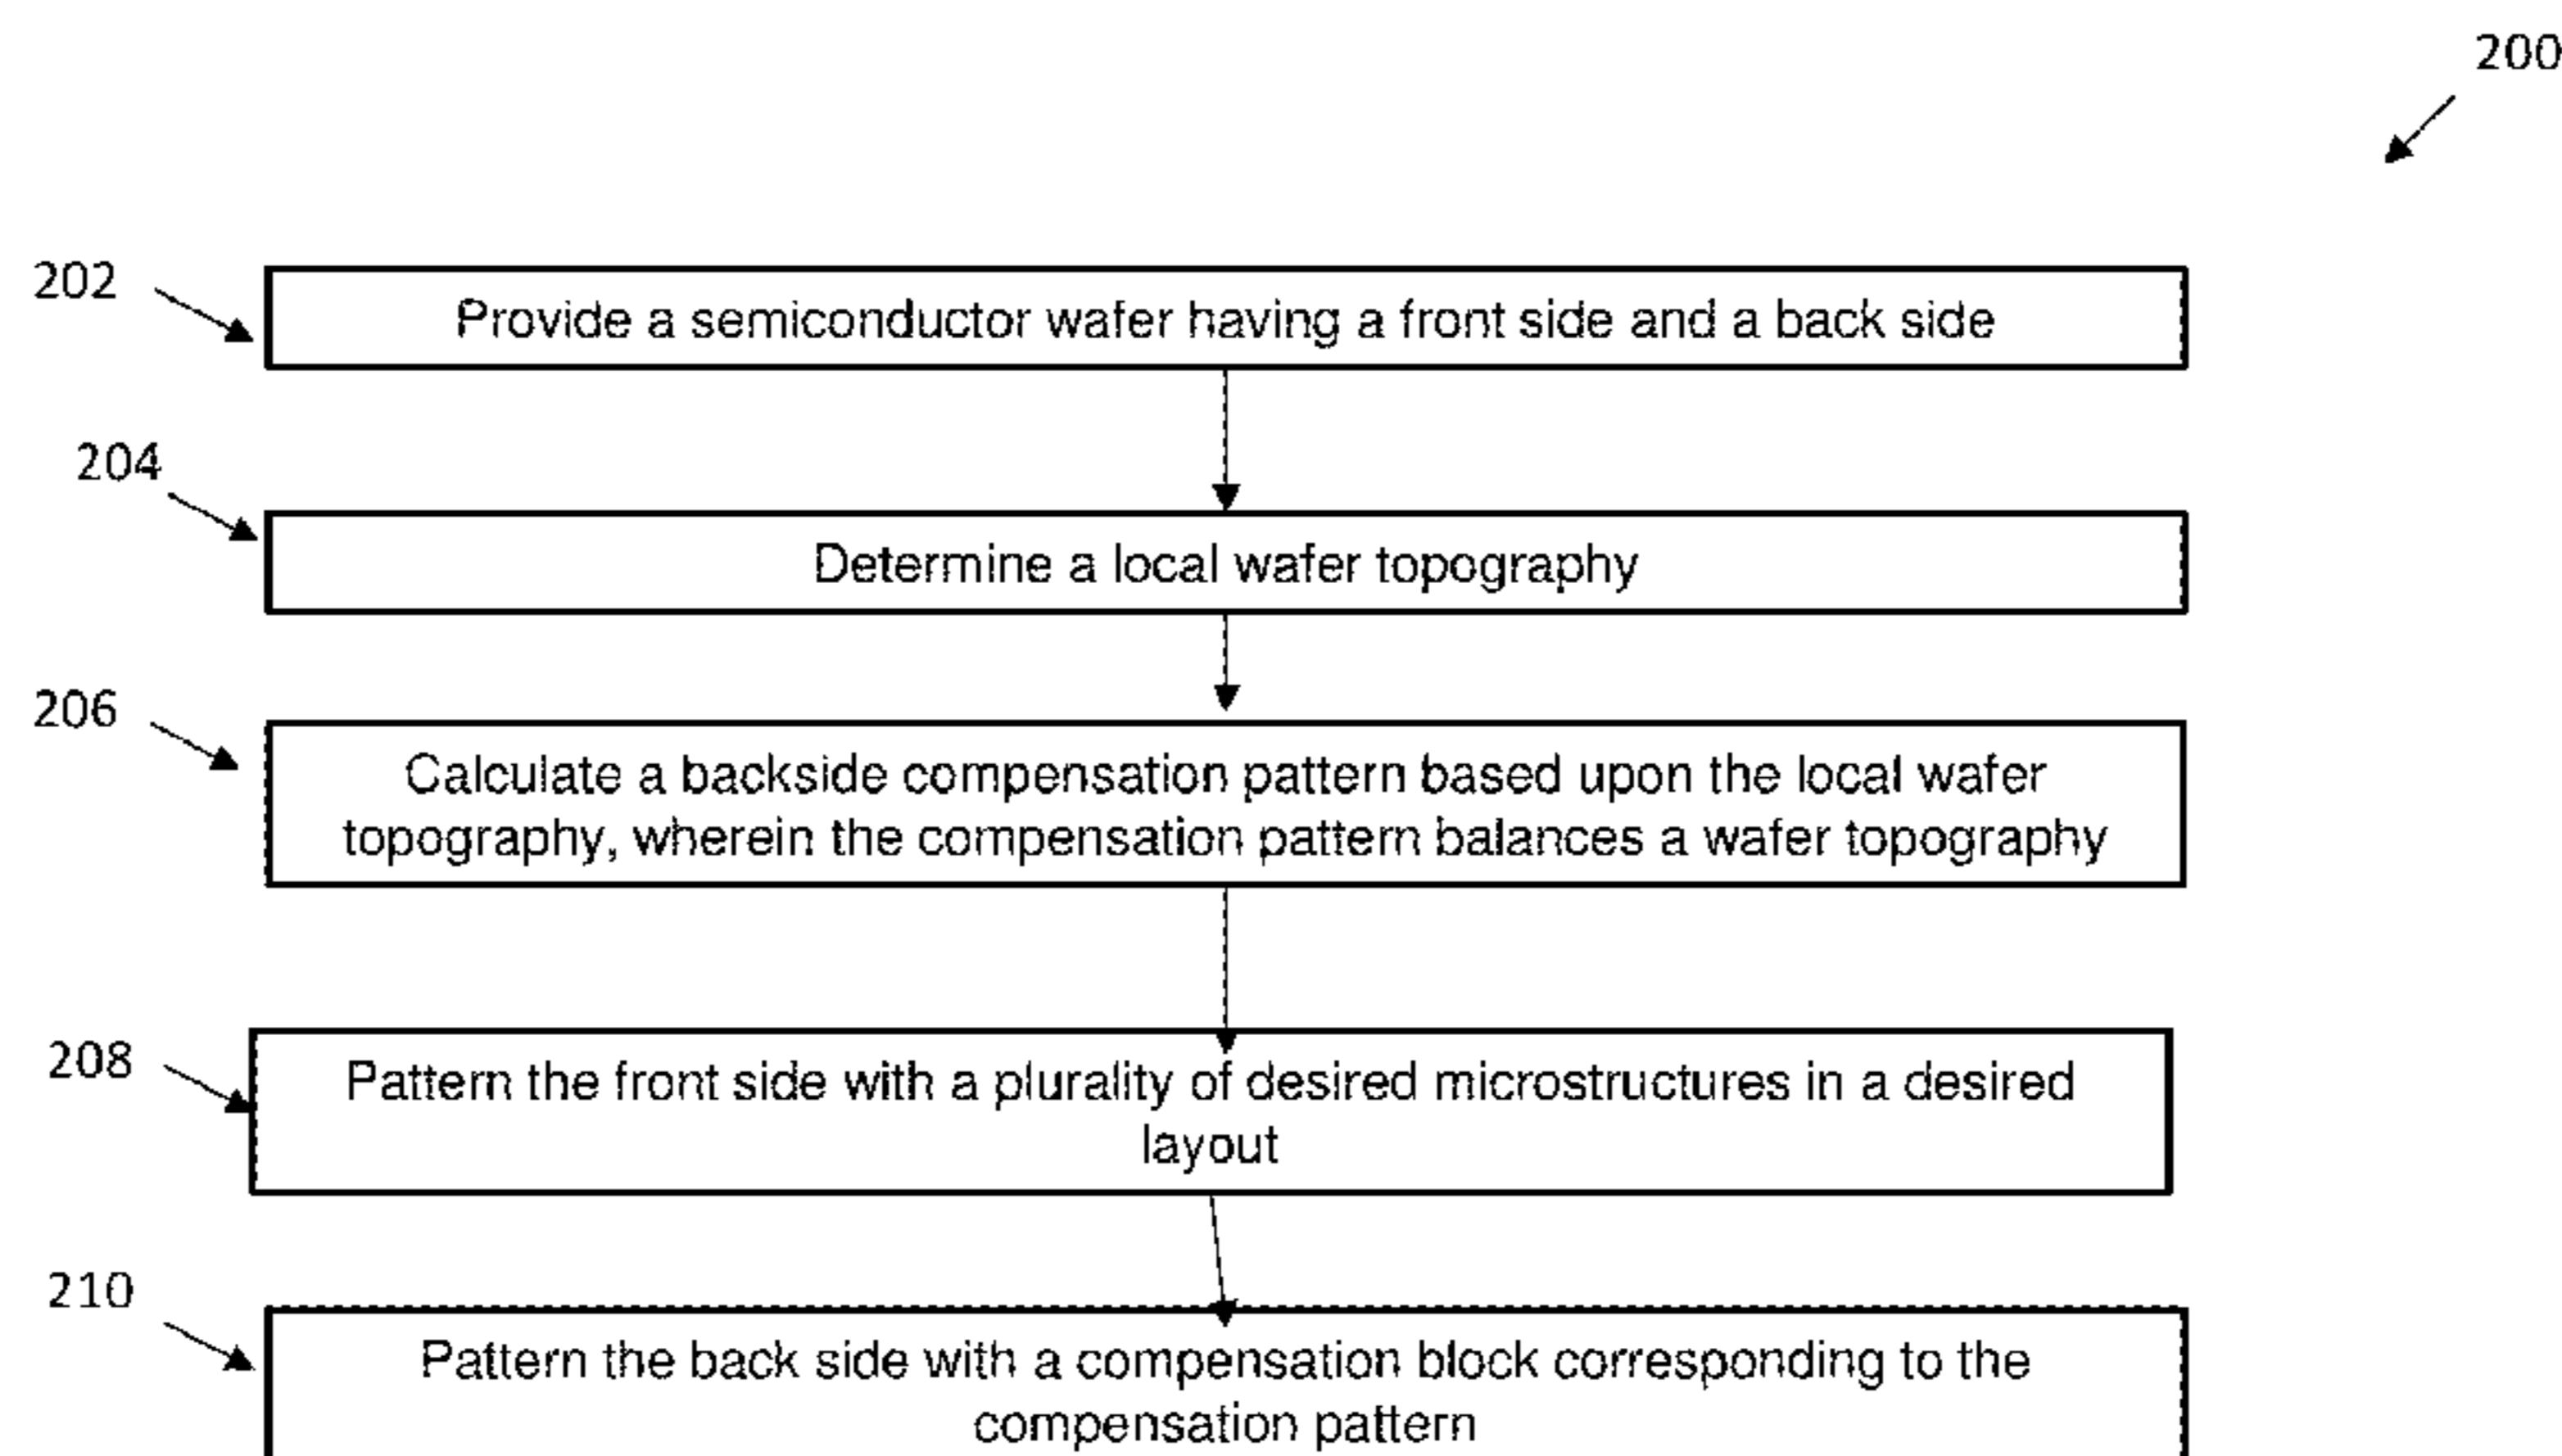 200
202
Provide a semiconductor wafer having a front side and a back side
204
Determine a local wafer topography
206
Calculate a backside compensation pattern based upon the local wafer
topography, wherein the compensation pattern balances a wafer topography
208
Pattern the front side with a plurality of desired microstructures in a desired
layout
210
Pattern the back side with a compensation block corresponding to the
compensation pattern